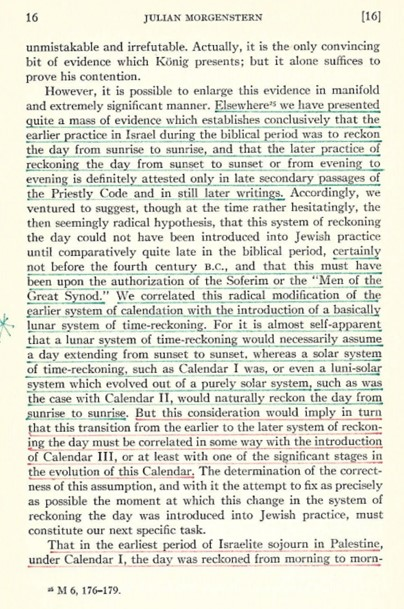 16 JULIAN MORGENSTERN [16]
unmistakable and irrefutable. Actually, it is the only convincing
bit of evidence which König presents; but it alone suffices to
prove his contention.
However, it is possible to enlarge this evidence in manifold
and extremely significant manner. Elsewhere²⁵ we have presented
quite a mass of evidence which establishes conclusively that the
earlier practice in Israel during the biblical period was to reckon
the day from sunrise to sunrise, and that the later practice of
reckoning the day from sunset to sunset or from evening to
evening is definitely attested only in late secondary passages of
the Priestly Code and in still later writings. Accordingly, we
ventured to suggest, though at the time rather hesitatingly, the
then seemingly radical hypothesis, that this system of reckoning
the day could not have been introduced into Jewish practice
until comparatively quite late in the biblical period, certainly
not before the fourth century B.C., and that this must have
been upon the authorization of the Soferim or the “Men of the
Great Synod.” We correlated this radical modification of the
earlier system of calendation with the introduction of a basically
lunar system of time-reckoning. For it is almost self-apparent
that a lunar system of time-reckoning would necessarily assume
a day extending from sunset to sunset, whereas a solar system
of time-reckoning, such as Calendar I was, or even a luni-solar
system which evolved out of a purely solar system, such as was
the case with Calendar II, would naturally reckon the day from
sunrise to sunrise. But this consideration would imply in turn
that this transition from the earlier to the later system of reckon-
ing the day must be correlated in some way with the introduction
of Calendar III, or at least with one of the significant stages in
the evolution of this Calendar. The determination of the correct-
ness of this assumption, and with it the attempt to fix as precisely
as possible the moment at which this change in the system of
reckoning the day was introduced into Jewish practice, must
constitute our next specific task.
That in the earliest period of Israelite sojourn in Palestine,
under Calendar I, the day was reckoned from morning to morn-
²⁵ M 6, 176–179.